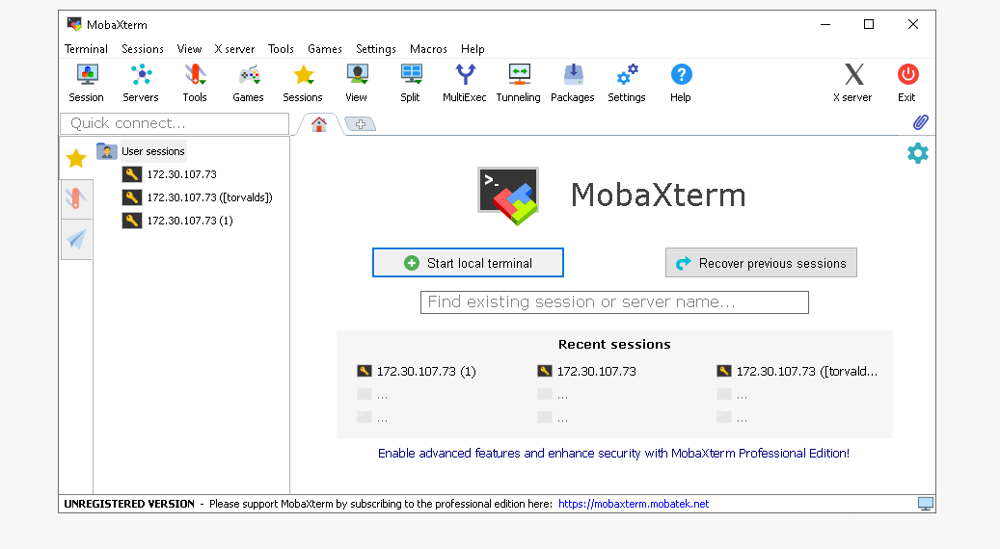 MobaXterm
Terminal Sessions View X server Tools Games Settings Macros Help
Session Servers Tools Games Sessions View Split MultiExec Tunneling Packages Settings Help X server Exit
Quick connect...
User sessions
172.30.107.73
172.30.107.73 ([torvalds])
172.30.107.73 (1)
>_
MobaXterm
Start local terminal
Recover previous sessions
Find existing session or server name...
Recent sessions
172.30.107.73 (1) 172.30.107.73 172.30.107.73 ([torvald...
... ... ...
... ... ...
Enable advanced features and enhance security with MobaXterm Professional Edition!
UNREGISTERED VERSION - Please support MobaXterm by subscribing to the professional edition here: https://mobaxterm.mobatek.net